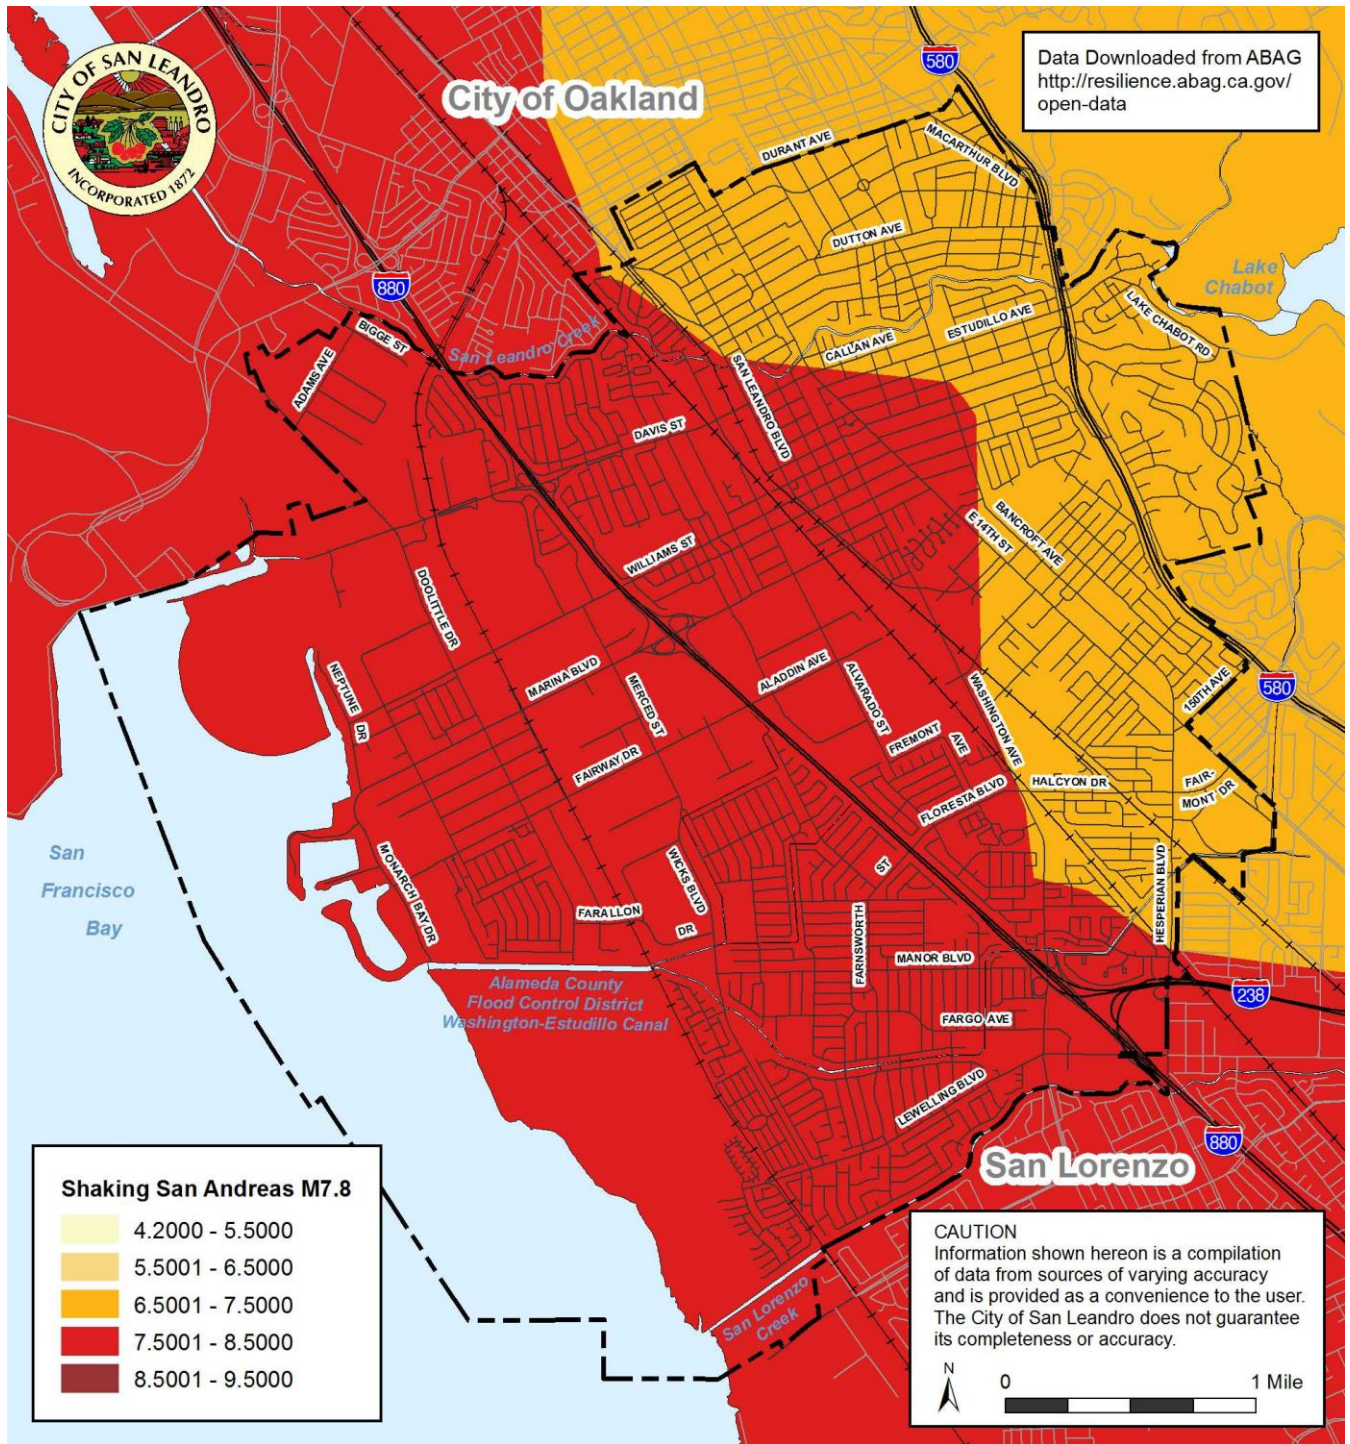 CITY OF SAN LEANDRO
INCORPORATED 1872
City of Oakland
580
Data Downloaded from ABAG
http://resilience.abag.ca.gov/
open-data
DURANT AVE
MACARTHUR BLVD
DUTTON AVE
Lake
Chabot
880
BIGGE ST
San Leandro Creek
ADAMS AVE
ESTUDILLO AVE
LAKE CHABOT RD
CALLAN AVE
SAN LEANDRO BLVD
DAVIS ST
BANCROFT AVE
E 14TH ST
WILLIAMS ST
DOOLITTLE DR
NEPTUNE DR
MARINA BLVD
MERCED ST
ALADDIN AVE
ALVARADO ST
WASHINGTON AVE
150TH AVE
580
FREMONT AVE
FAIRWAY DR
HALCYON DR
FAIR-
MONT DR
FLORESTA BLVD
San
Francisco
Bay
MONARCH BAY DR
WICKS BLVD
FARNSWORTH ST
HESPERIAN BLVD
FARALLON DR
MANOR BLVD
Alameda County
Flood Control District
Washington-Estudillo Canal
238
FARGO AVE
LEWELLING BLVD
880
San Lorenzo
San Lorenzo
Creek
Shaking San Andreas M7.8
4.2000 - 5.5000
5.5001 - 6.5000
6.5001 - 7.5000
7.5001 - 8.5000
8.5001 - 9.5000
CAUTION
Information shown hereon is a compilation
of data from sources of varying accuracy
and is provided as a convenience to the user.
The City of San Leandro does not guarantee
its completeness or accuracy.
N
0 1 Mile